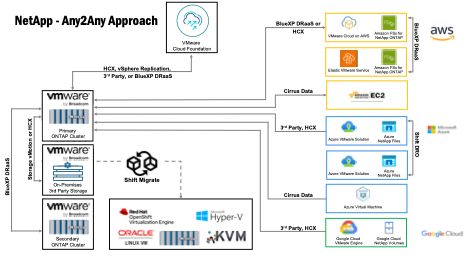 NetApp - Any2Any Approach
VMware
Cloud Foundation
HCX, vSphere Replication,
3rd Party, or BlueXP DRaaS
BlueXP DRaaS or
HCX
VMware Cloud on AWS
Amazon FSx for
NetApp ONTAP
Elastic VMware Service
Amazon FSx for
NetApp ONTAP
BlueXP DRaaS
aws
Cirrus Data
EC2
vmware
by Broadcom
Primary
ONTAP Cluster
3rd Party, HCX
Azure VMware Solution
Azure
NetApp Files
Azure VMware Solution
Azure
NetApp Files
Shift DRO
Microsoft
Azure
Storage vMotion or HCX
BlueXP DRaaS
vmware
by Broadcom
On-Premises
3rd Party Storage
Shift Migrate
Cirrus Data
Azure Virtual Machine
vmware
by Broadcom
Secondary
ONTAP Cluster
Red Hat
OpenShift
Virtualization Engine
Microsoft
Hyper-V
ORACLE
LINUX VM
KVM
3rd Party, HCX
Google Cloud
VMware Engine
Google Cloud
NetApp Volumes
Google Cloud